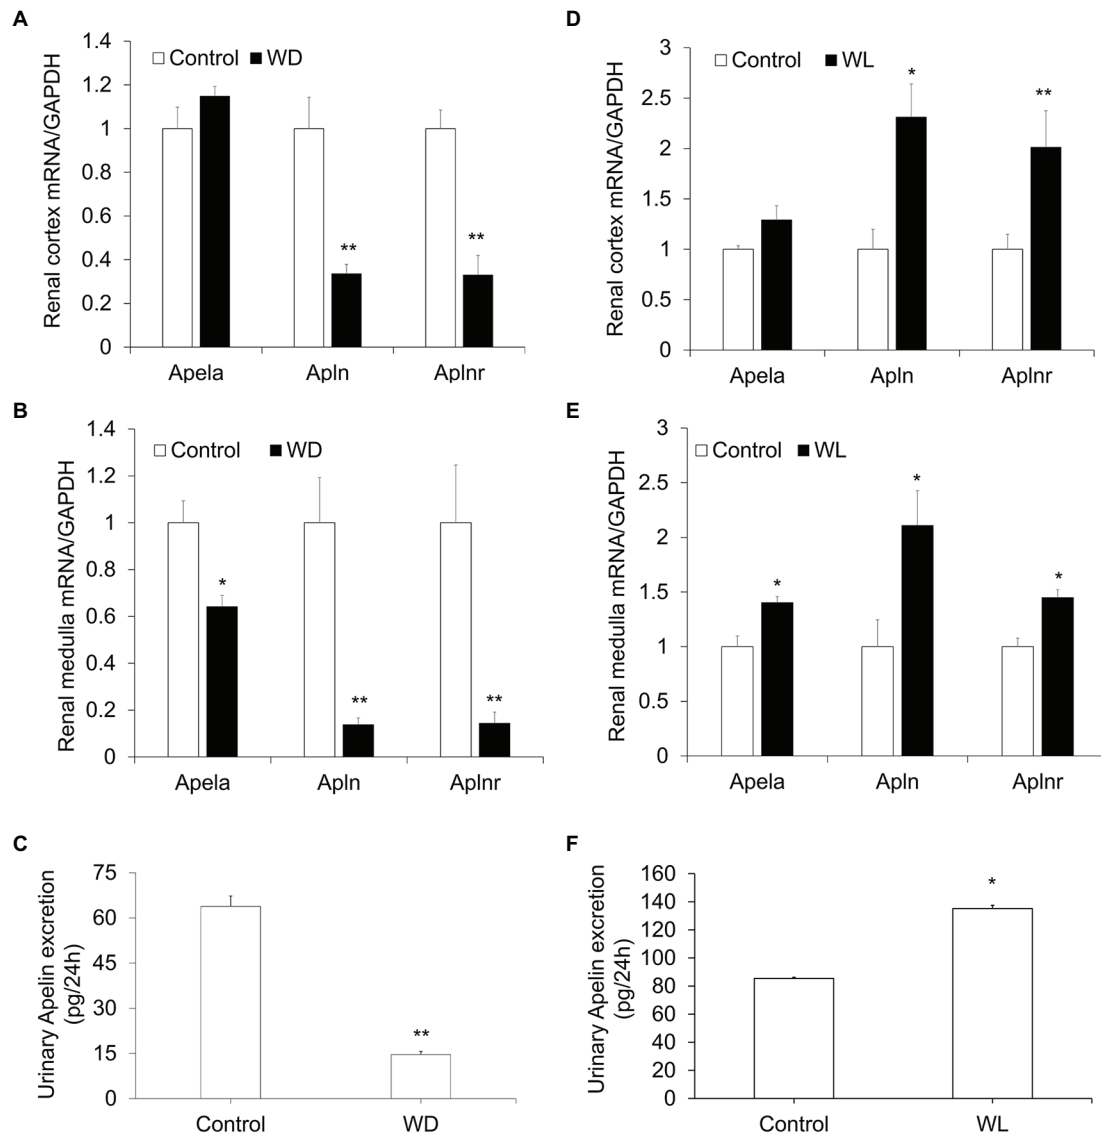 A
Renal cortex mRNA/GAPDH
1.4
1.2
1
0.8
0.6
0.4
0.2
0
Control WD
**
**
Apela Apln Aplnr
D
Renal cortex mRNA/GAPDH
3
2.5
2
1.5
1
0.5
0
Control WL
*
**
Apela Apln Aplnr
B
Renal medulla mRNA/GAPDH
1.4
1.2
1
0.8
0.6
0.4
0.2
0
Control WD
*
**
**
Apela Apln Aplnr
E
Renal medulla mRNA/GAPDH
3
2.5
2
1.5
1
0.5
0
Control WL
*
*
*
Apela Apln Aplnr
C
Urinary Apelin excretion
(pg/24h)
75
60
45
30
15
0
**
Control WD
F
Urinary Apelin excretion
(pg/24h)
160
140
120
100
80
60
40
20
0
*
Control WL